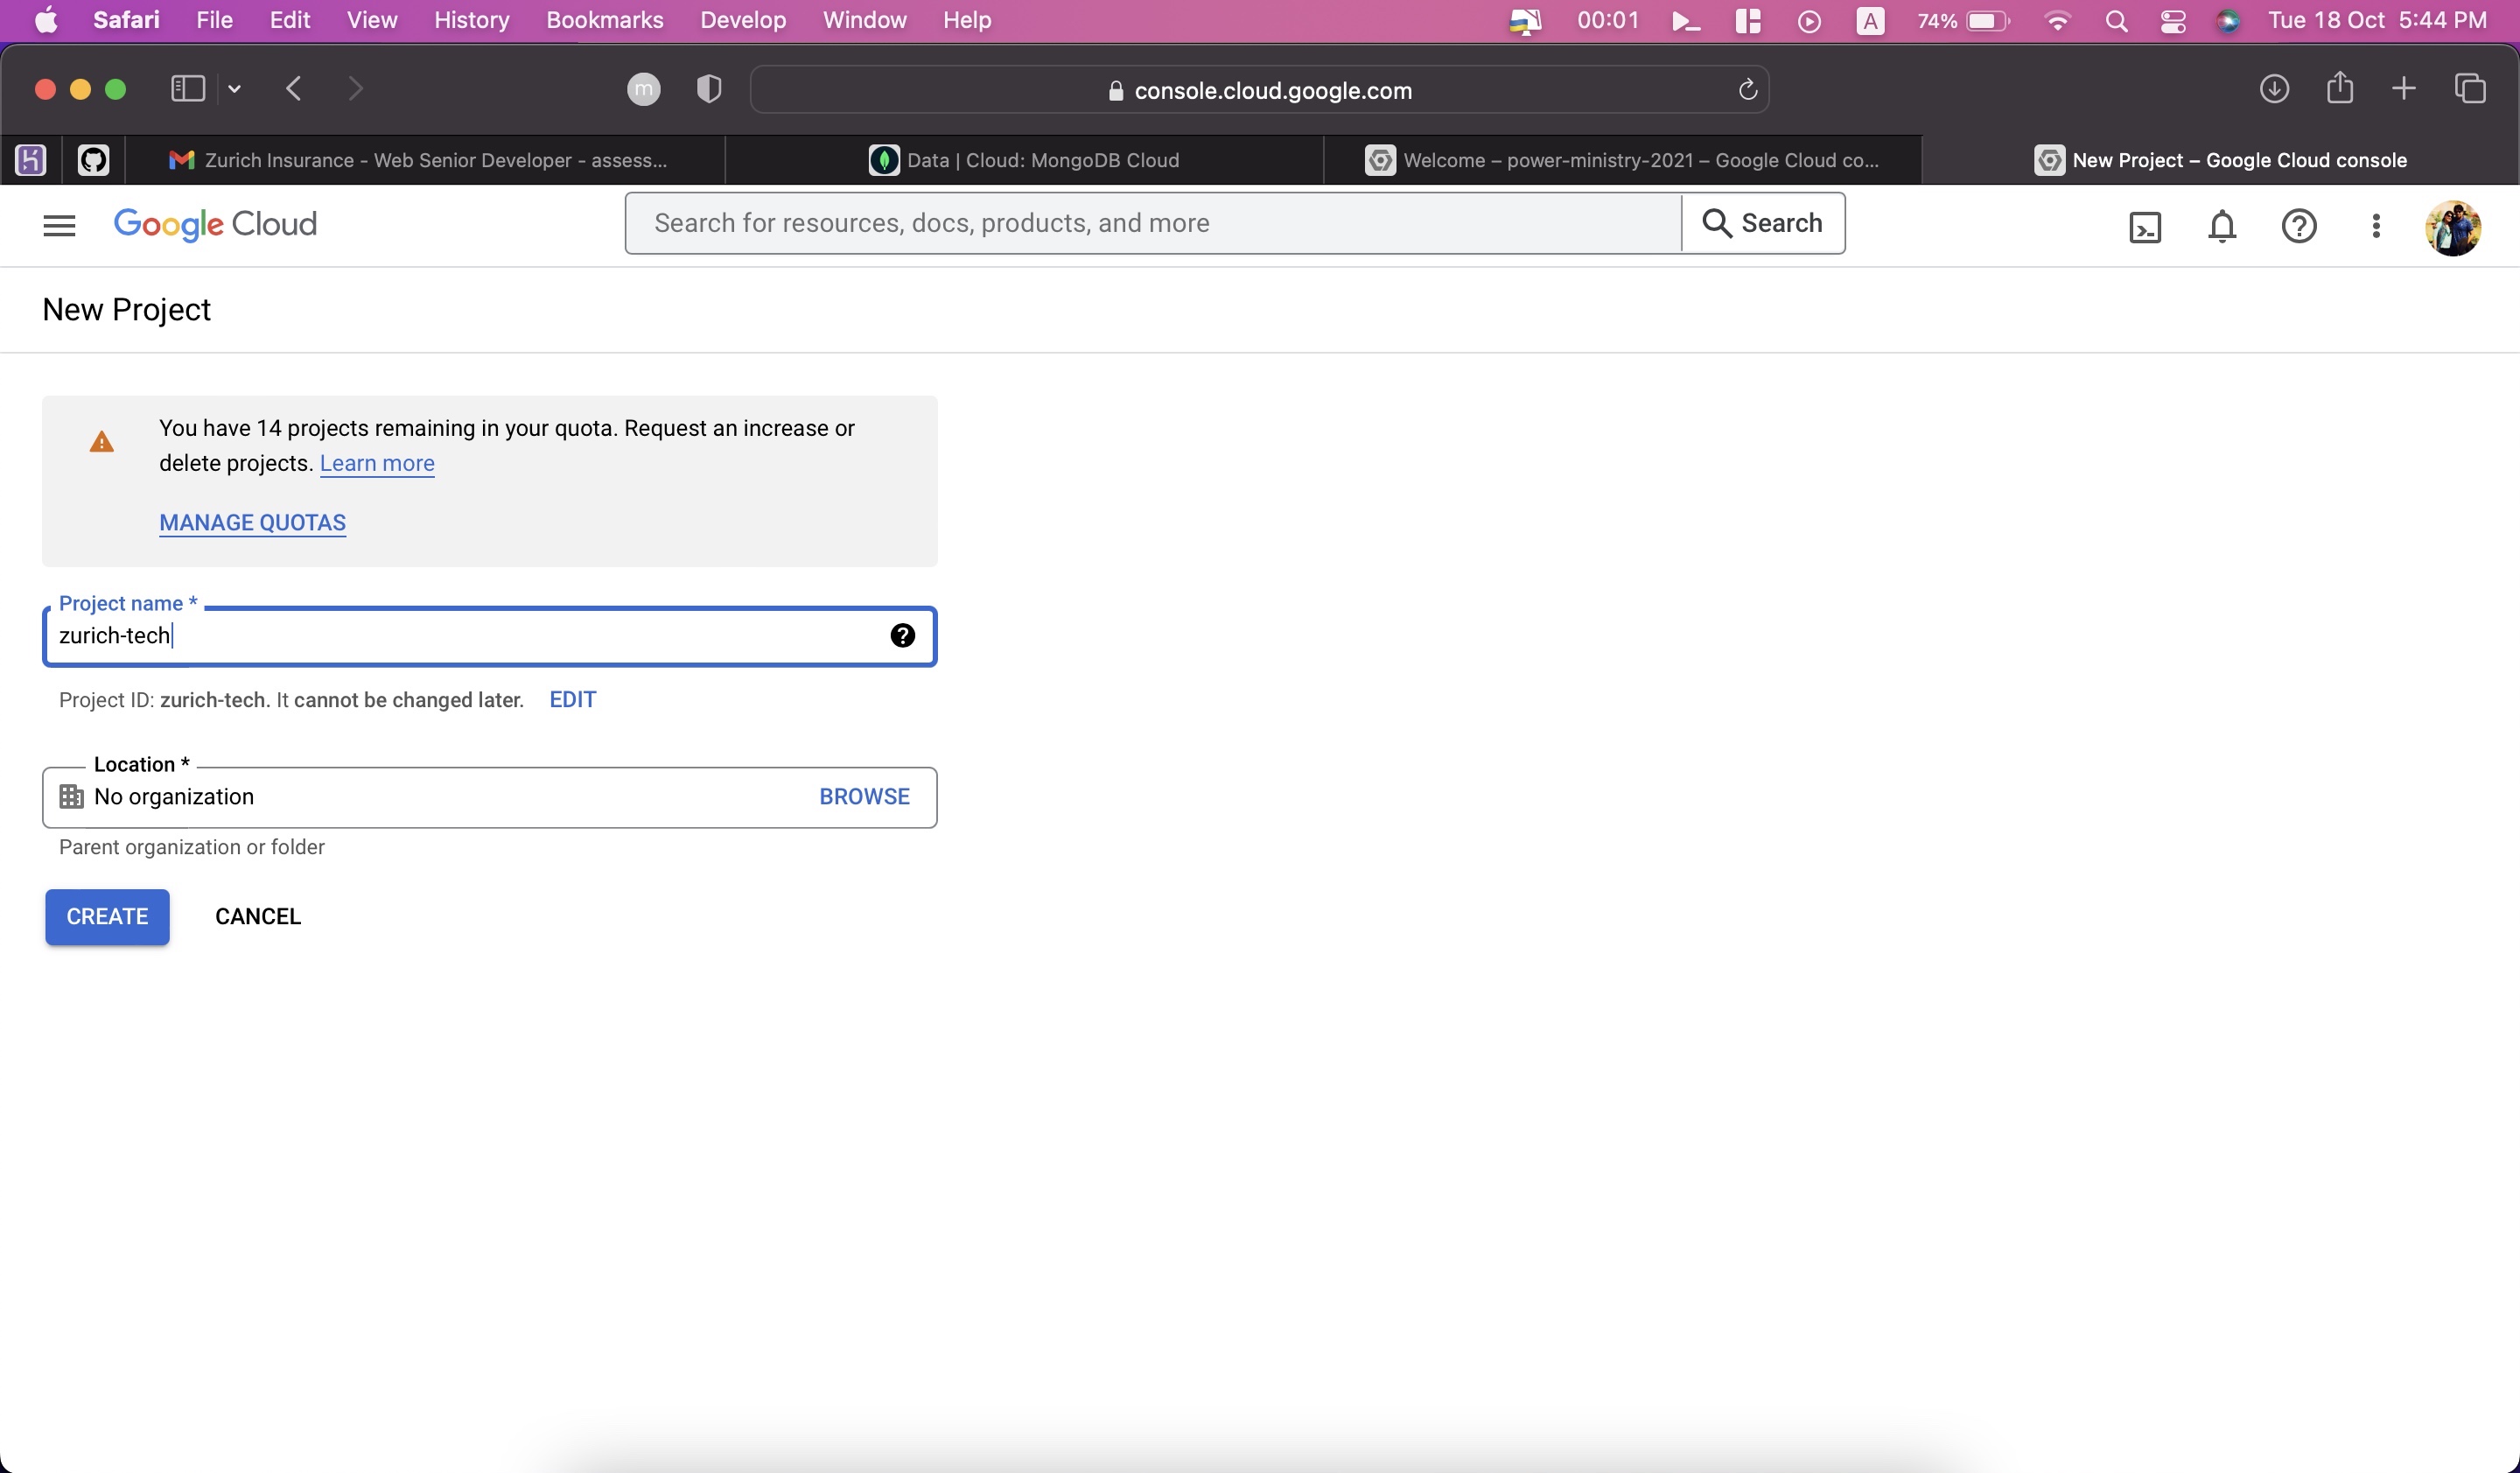 Safari File Edit View History Bookmarks Develop Window Help 00:01 A 74% Tue 18 Oct 5:44 PM
m console.cloud.google.com
Zurich Insurance - Web Senior Developer - assess... Data | Cloud: MongoDB Cloud Welcome – power-ministry-2021 – Google Cloud co... New Project – Google Cloud console
Google Cloud Search for resources, docs, products, and more Search
New Project
You have 14 projects remaining in your quota. Request an increase or
delete projects. Learn more
MANAGE QUOTAS
Project name *
zurich-tech
Project ID: zurich-tech. It cannot be changed later. EDIT
Location *
No organization BROWSE
Parent organization or folder
CREATE CANCEL